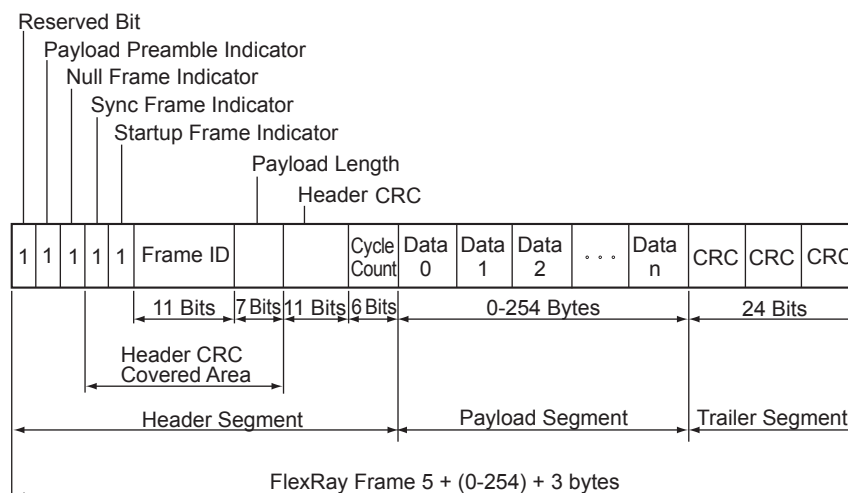 Reserved Bit
Payload Preamble Indicator
Null Frame Indicator
Sync Frame Indicator
Startup Frame Indicator
Payload Length
Header CRC
1 1 1 1 1 Frame ID Cycle Count Data 0 Data 1 Data 2 ∘ ∘ ∘ Data n CRC CRC CRC
11 Bits 7 Bits 11 Bits 6 Bits 0-254 Bytes 24 Bits
Header CRC
Covered Area
Header Segment Payload Segment Trailer Segment
FlexRay Frame 5 + (0-254) + 3 bytes